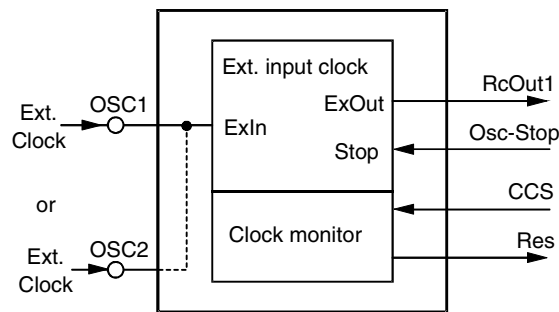 Ext. input clock
RcOut1
ExOut
Ext.
Clock
OSC1
ExIn
Osc-Stop
Stop
or
CCS
Clock monitor
Res
Ext.
Clock
OSC2